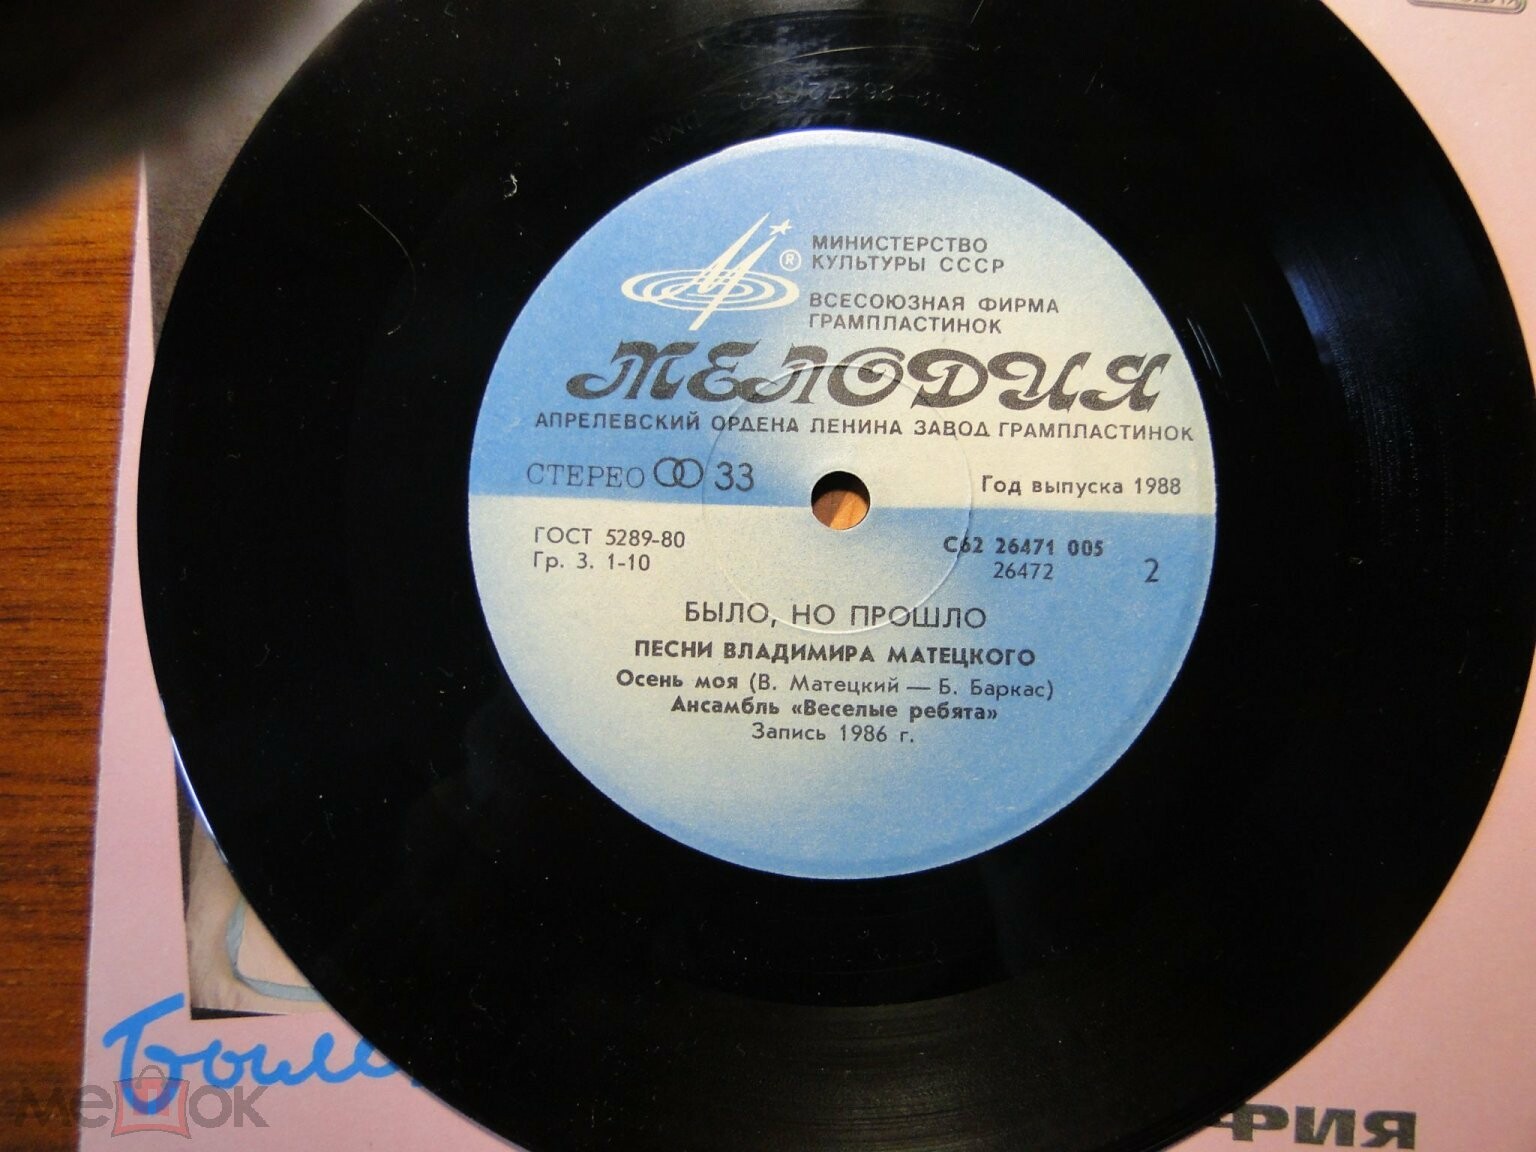 ®
МИНИСТЕРСТВО
КУЛЬТУРЫ СССР
ВСЕСОЮЗНАЯ ФИРМА
ГРАМПЛАСТИНОК
МЕЛОДИЯ
АПРЕЛЕВСКИЙ ОРДЕНА ЛЕНИНА ЗАВОД ГРАМПЛАСТИНОК
СТЕРЕО 33
Год выпуска 1988
ГОСТ 5289-80
Гр. 3. 1-10
С62 26471 005
26472
2
БЫЛО, НО ПРОШЛО
ПЕСНИ ВЛАДИМИРА МАТЕЦКОГО
Осень моя (В. Матецкий — Б. Баркас)
Ансамбль «Веселые ребята»
Запись 1986 г.
Было,
мешок